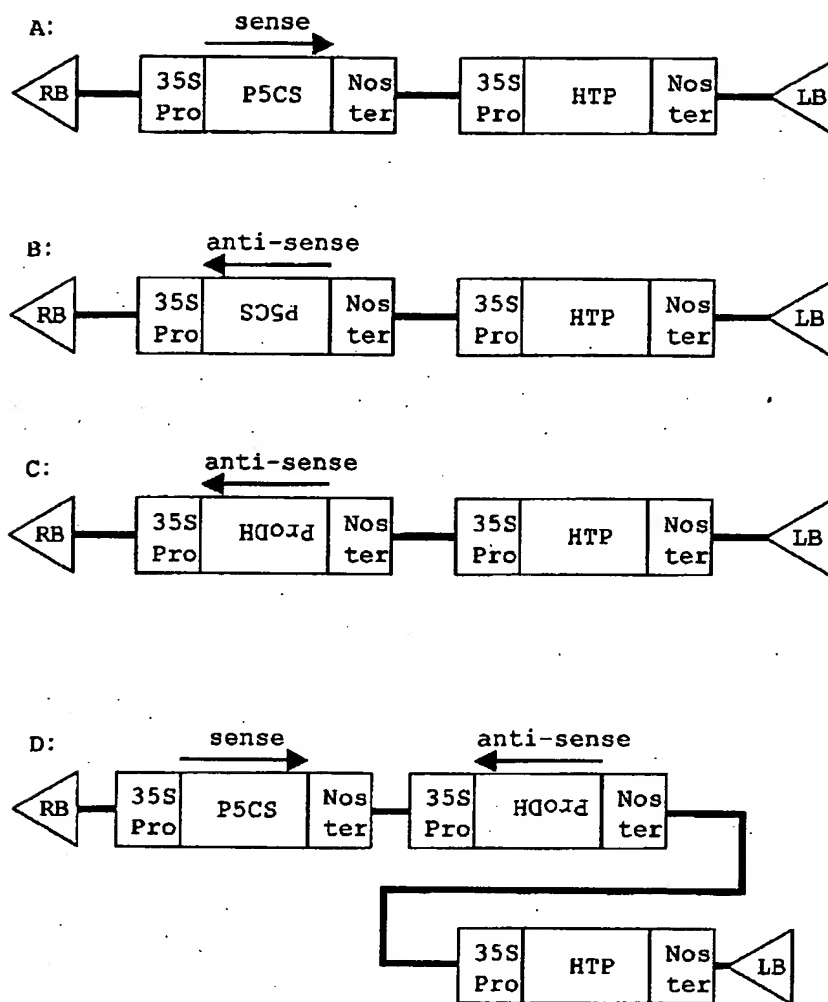 A:
sense
RB 35S Pro P5CS Nos ter 35S Pro HTP Nos ter LB
B:
anti-sense
RB 35S Pro P5CS Nos ter 35S Pro HTP Nos ter LB
C:
anti-sense
RB 35S Pro ProDH Nos ter 35S Pro HTP Nos ter LB
D:
sense anti-sense
RB 35S Pro P5CS Nos ter 35S Pro ProDH Nos ter
35S Pro HTP Nos ter LB